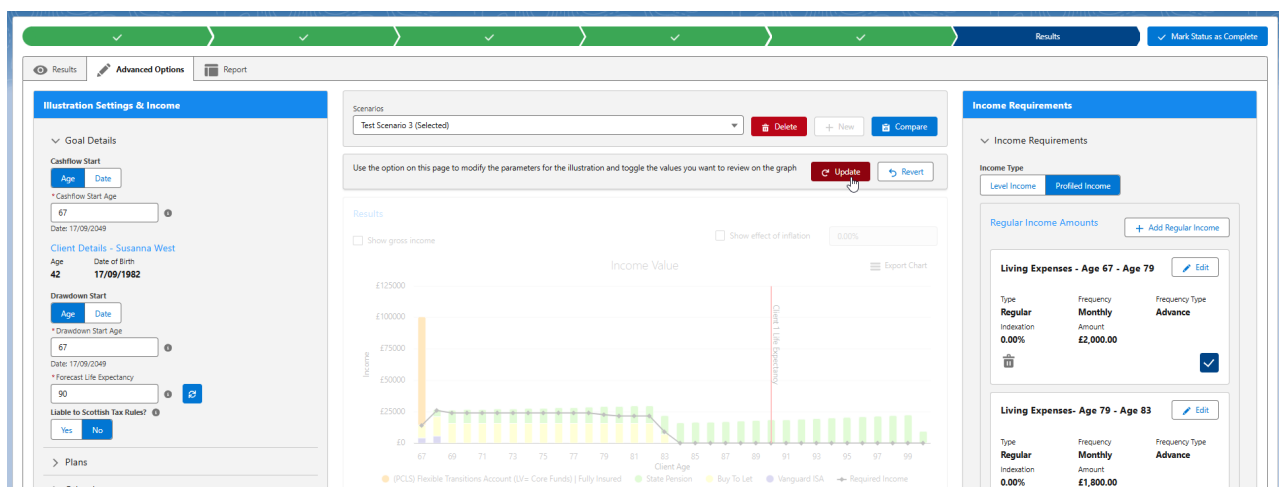 Results
Mark Status as Complete
Results
Advanced Options
Report
Illustration Settings & Income
Goal Details
Cashflow Start
Age
Date
* Cashflow Start Age
67
Date: 17/09/2049
Client Details - Susanna West
Age
Date of Birth
42
17/09/1982
Drawdown Start
Age
Date
* Drawdown Start Age
67
Date: 17/09/2049
* Forecast Life Expectancy
90
Liable to Scottish Tax Rules?
Yes
No
Plans
Scenarios
Test Scenario 3 (Selected)
Delete
+ New
Compare
Use the option on this page to modify the parameters for the illustration and toggle the values you want to review on the graph
Update
Revert
Results
Show gross income
Show effect of inflation
0.00%
Income Value
Export Chart
£125000
£100000
£75000
£50000
£25000
£0
Income
Client 1 Life Expectancy
67 69 71 73 75 77 79 81 83 85 87 89 91 93 95 97 99
Client Age
(PCLS) Flexible Transitions Account (LV= Core Funds) | Fully Insured
State Pension
Buy To Let
Vanguard ISA
Required Income
Income Requirements
Income Requirements
Income Type
Level Income
Profiled Income
Regular Income Amounts
+ Add Regular Income
Living Expenses - Age 67 - Age 79
Edit
Type
Frequency
Frequency Type
Regular
Monthly
Advance
Indexation
Amount
0.00%
£2,000.00
Living Expenses- Age 79 - Age 83
Edit
Type
Frequency
Frequency Type
Regular
Monthly
Advance
Indexation
Amount
0.00%
£1,800.00